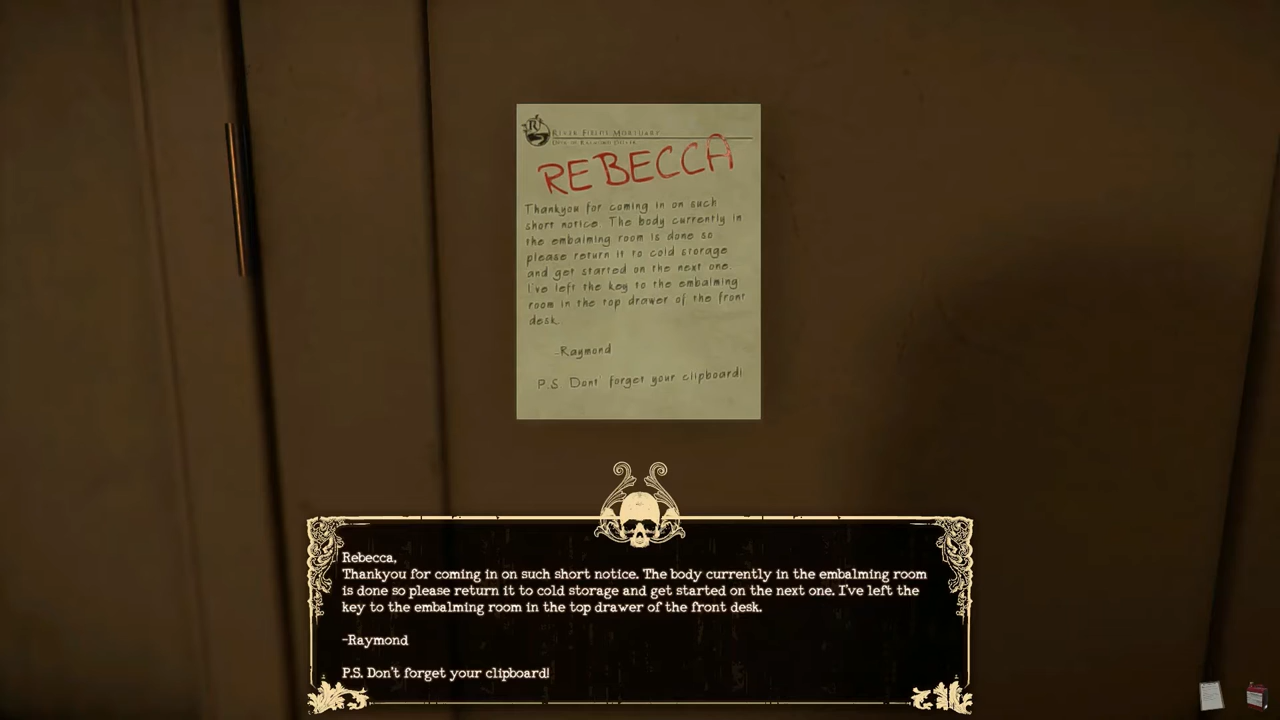 RIVER FIELDS MORTUARY
REBECCA
Thankyou for coming in on such
short notice. The body currently in
the embalming room is done so
please return it to cold storage
and get started on the next one.
I've left the key to the embalming
room in the top drawer of the front
desk.
-Raymond
P.S. Dont forget your clipboard!
Rebecca,
Thankyou for coming in on such short notice. The body currently in the embalming room
is done so please return it to cold storage and get started on the next one. I've left the
key to the embalming room in the top drawer of the front desk.
-Raymond
P.S. Don't forget your clipboard!